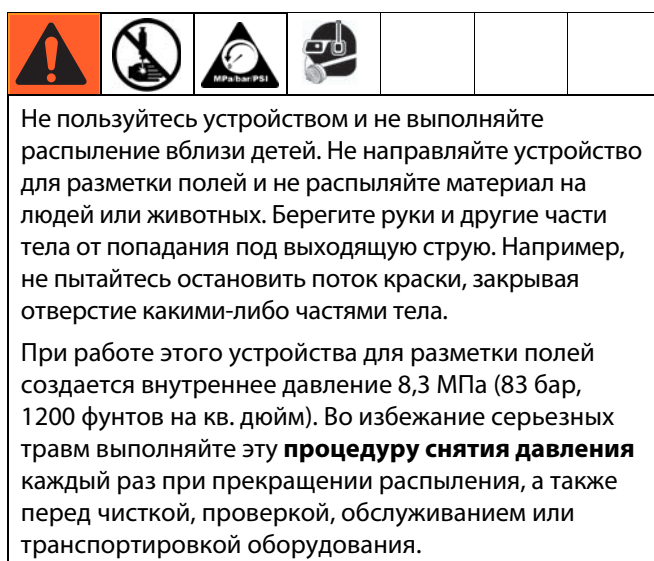 MPa/bar/PSI
Не пользуйтесь устройством и не выполняйте
распыление вблизи детей. Не направляйте устройство
для разметки полей и не распыляйте материал на
людей или животных. Берегите руки и другие части
тела от попадания под выходящую струю. Например,
не пытайтесь остановить поток краски, закрывая
отверстие какими-либо частями тела.
При работе этого устройства для разметки полей
создается внутреннее давление 8,3 МПа (83 бар,
1200 фунтов на кв. дюйм). Во избежание серьезных
травм выполняйте эту процедуру снятия давления
каждый раз при прекращении распыления, а также
перед чисткой, проверкой, обслуживанием или
транспортировкой оборудования.